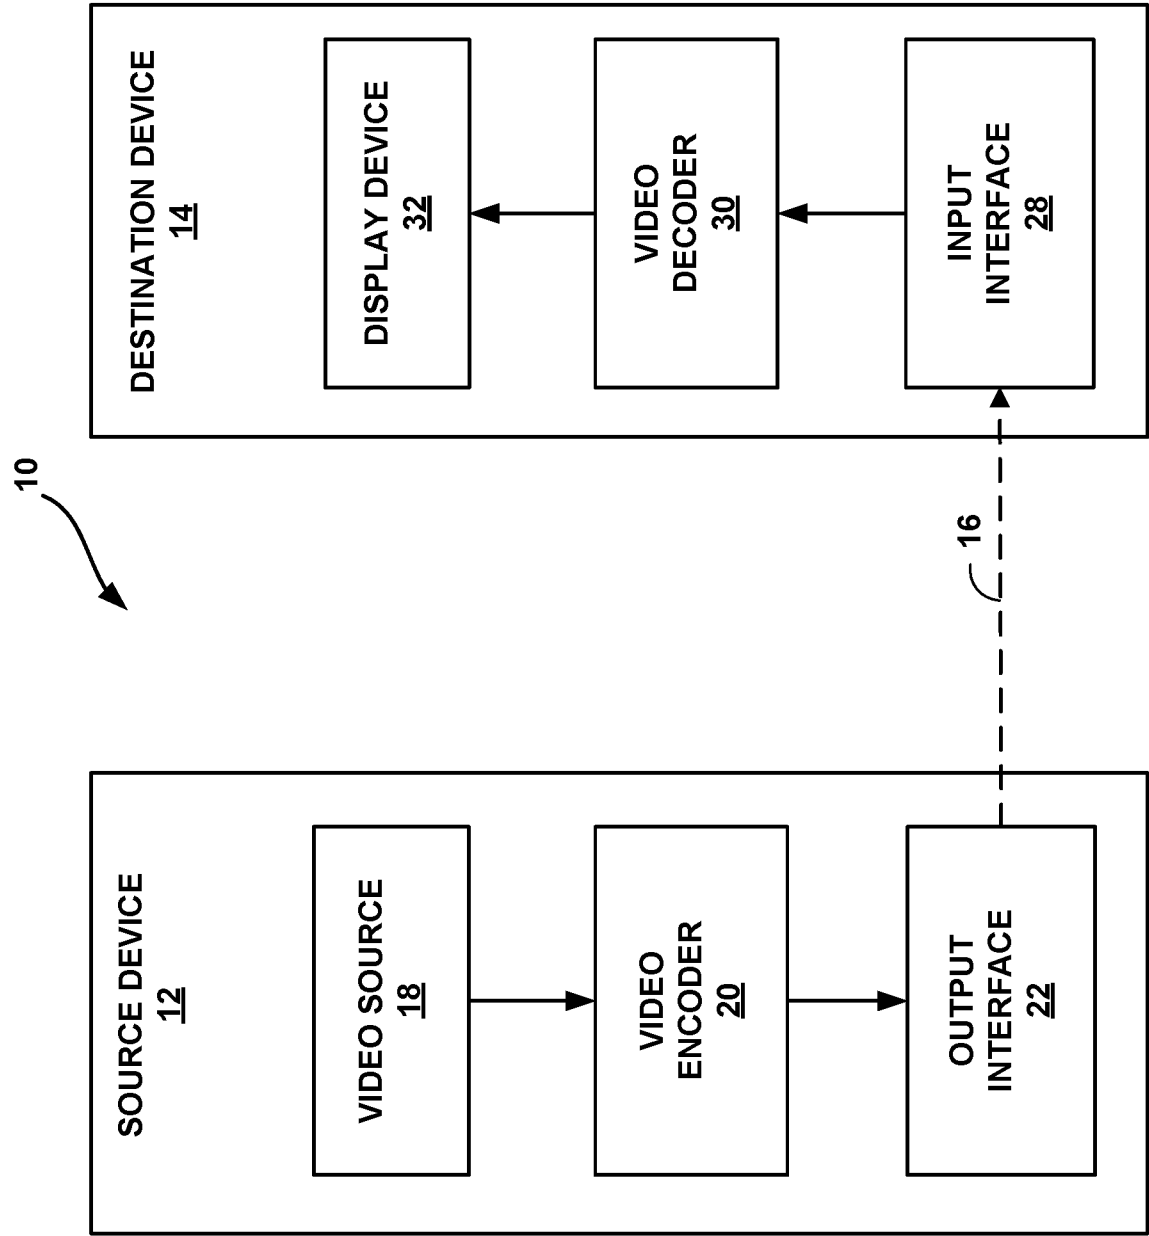 10
SOURCE DEVICE
12
VIDEO SOURCE
18
VIDEO
ENCODER
20
OUTPUT
INTERFACE
22
16
DESTINATION DEVICE
14
DISPLAY DEVICE
32
VIDEO
DECODER
30
INPUT
INTERFACE
28